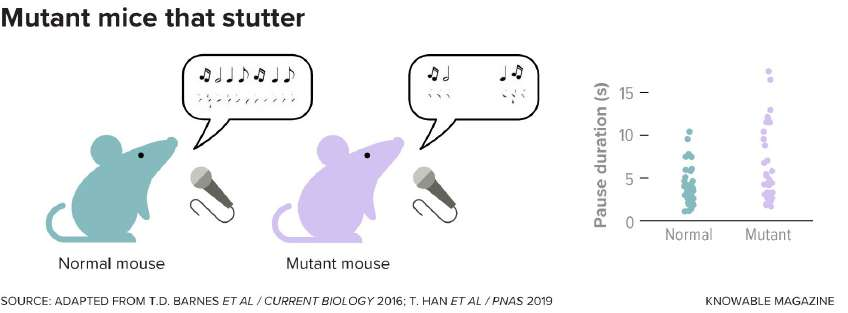 Mutant mice that stutter
Normal mouse
Mutant mouse
Pause duration (s)
15
10
5
0
Normal
Mutant
SOURCE: ADAPTED FROM T.D. BARNES ET AL / CURRENT BIOLOGY 2016; T. HAN ET AL / PNAS 2019
KNOWABLE MAGAZINE